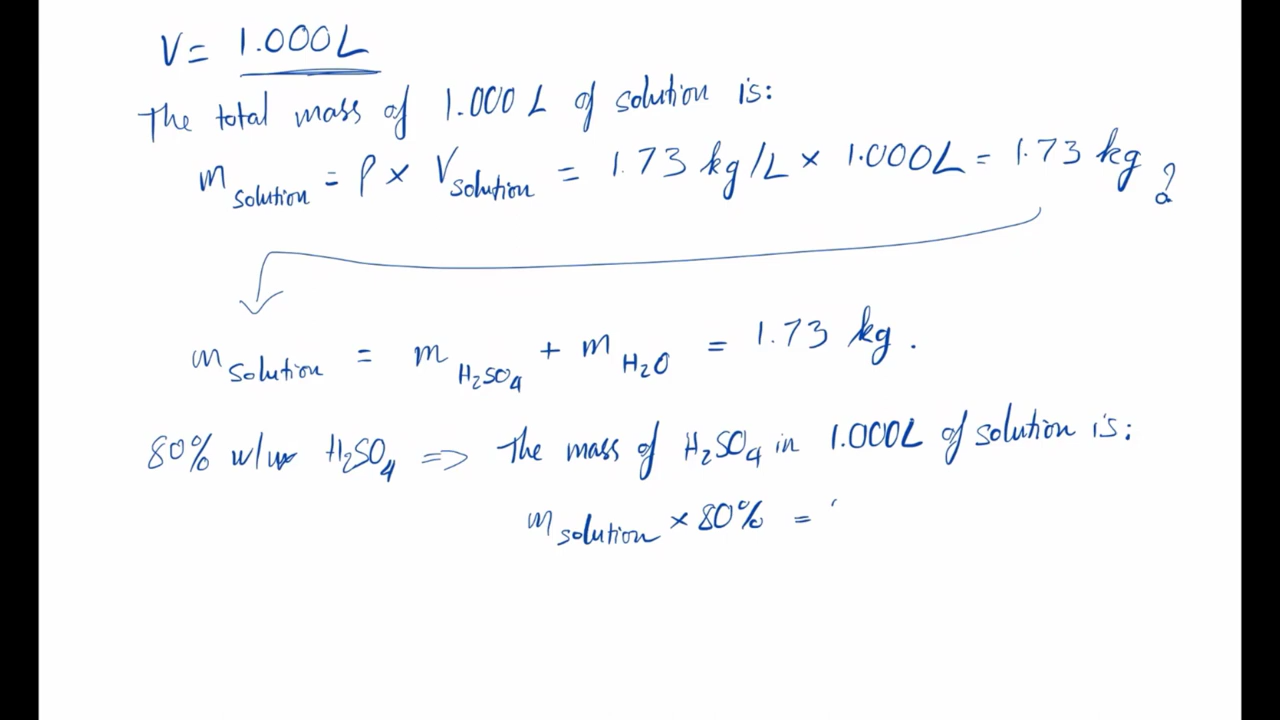 V = 1.000L
The total mass of 1.000 L of solution is:
m solution = ρ × V solution = 1.73 kg/L × 1.000L = 1.73 kg ?
m solution = m H₂SO₄ + m H₂O = 1.73 kg.
80% w/w H₂SO₄ => The mass of H₂SO₄ in 1.000L of solution is:
m solution × 80% =